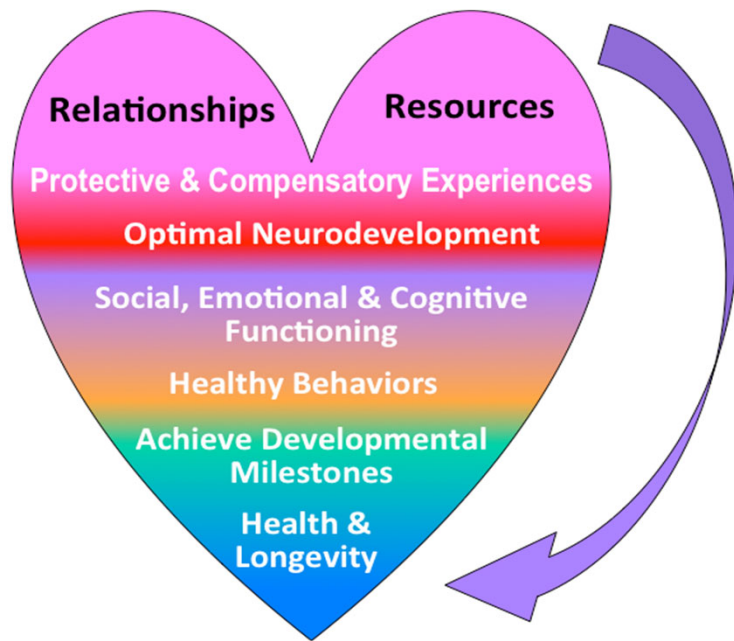 Relationships Resources
Protective & Compensatory Experiences
Optimal Neurodevelopment
Social, Emotional & Cognitive
Functioning
Healthy Behaviors
Achieve Developmental
Milestones
Health &
Longevity